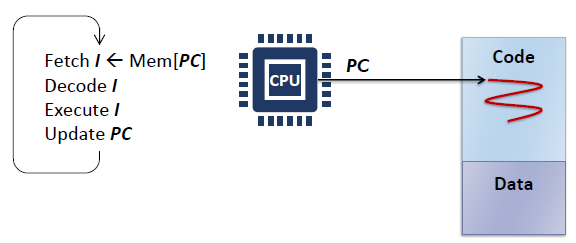 Fetch I ← Mem[PC]
Decode I
Execute I
Update PC
CPU
PC
Code
Data